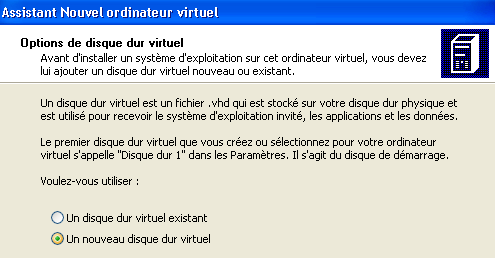 Assistant Nouvel ordinateur virtuel
Options de disque dur virtuel
Avant d'installer un système d'exploitation sur cet ordinateur virtuel, vous devez
lui ajouter un disque dur virtuel nouveau ou existant.
Un disque dur virtuel est un fichier .vhd qui est stocké sur votre disque dur physique et
est utilisé pour recevoir le système d'exploitation invité, les applications et les données.
Le premier disque dur virtuel que vous créez ou sélectionnez pour votre ordinateur
virtuel s'appelle "Disque dur 1" dans les Paramètres. Il s'agit du disque de démarrage.
Voulez-vous utiliser :
Un disque dur virtuel existant
Un nouveau disque dur virtuel